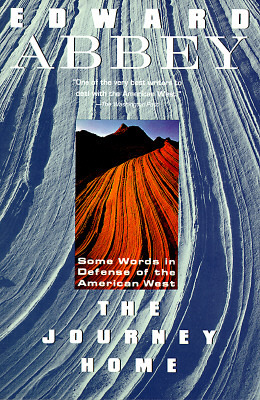 EDWARD
ABBEY
"One of the very best writers to
deal with the American West."
—The Washington Post
Some Words in
Defense of the
American West
THE
JOURNEY
HOME